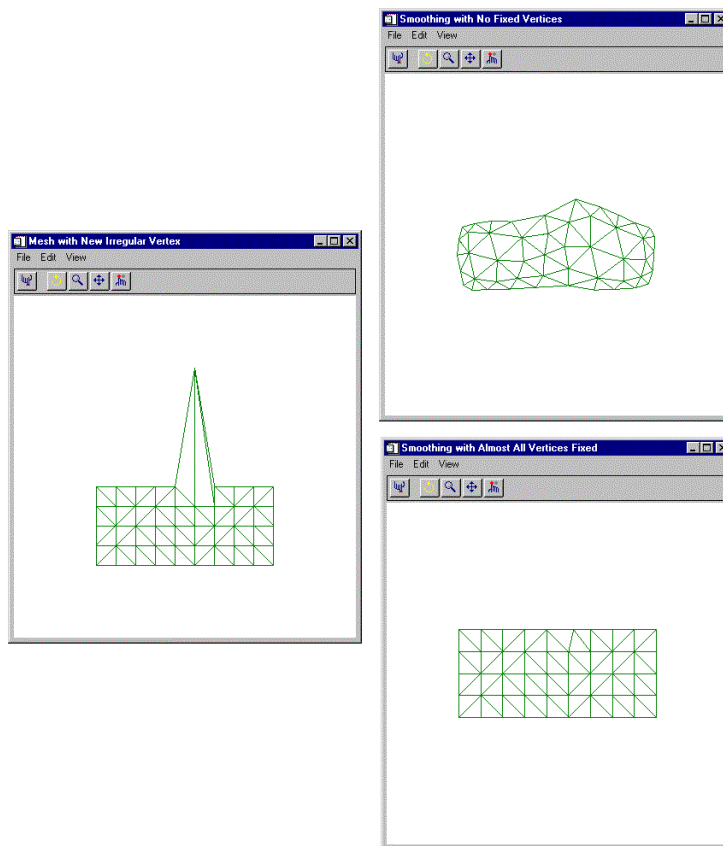 Smoothing with No Fixed Vertices
File Edit View
Mesh with New Irregular Vertex
File Edit View
Smoothing with Almost All Vertices Fixed
File Edit View